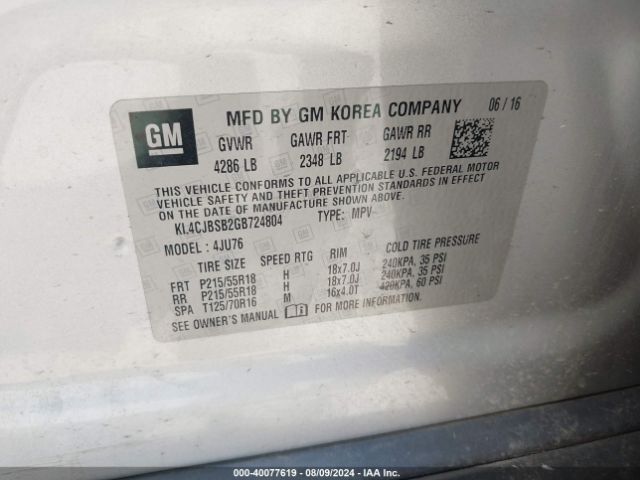 GM
MFD BY GM KOREA COMPANY 06 / 16
GVWR GAWR FRT GAWR RR
4286 LB 2348 LB 2194 LB
THIS VEHICLE CONFORMS TO ALL APPLICABLE U.S. FEDERAL MOTOR
VEHICLE SAFETY AND THEFT PREVENTION STANDARDS IN EFFECT
ON THE DATE OF MANUFACTURE SHOWN ABOVE.
KL4CJBSB2GB724804 TYPE: MPV
MODEL : 4JU76
TIRE SIZE SPEED RTG RIM COLD TIRE PRESSURE
FRT P215/55R18 H 18x7.0J 240KPA, 35 PSI
RR P215/55R18 H 18x7.0J 240KPA, 35 PSI
SPA T125/70R16 M 16x4.0T 420KPA, 60 PSI
SEE OWNER'S MANUAL FOR MORE INFORMATION.
000-40077619 - 08/09/2024 - IAA Inc.